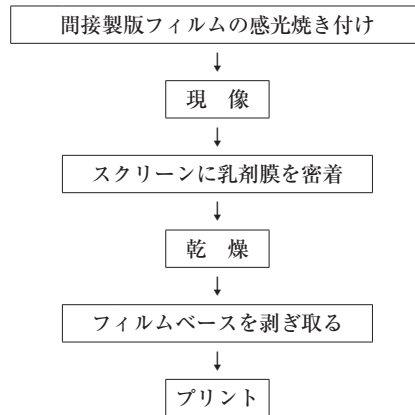 間接製版フィルムの感光焼き付け
現 像
スクリーンに乳剤膜を密着
乾 燥
フィルムベースを剥ぎ取る
プリント